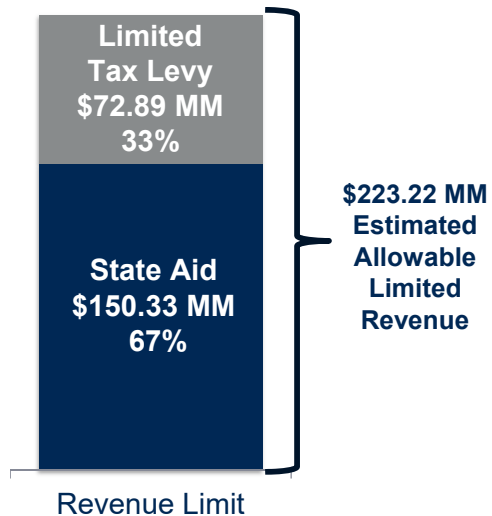 Limited
Tax Levy
$72.89 MM
33%
$223.22 MM
Estimated
Allowable
Limited
Revenue
State Aid
$150.33 MM
67%
Revenue Limit